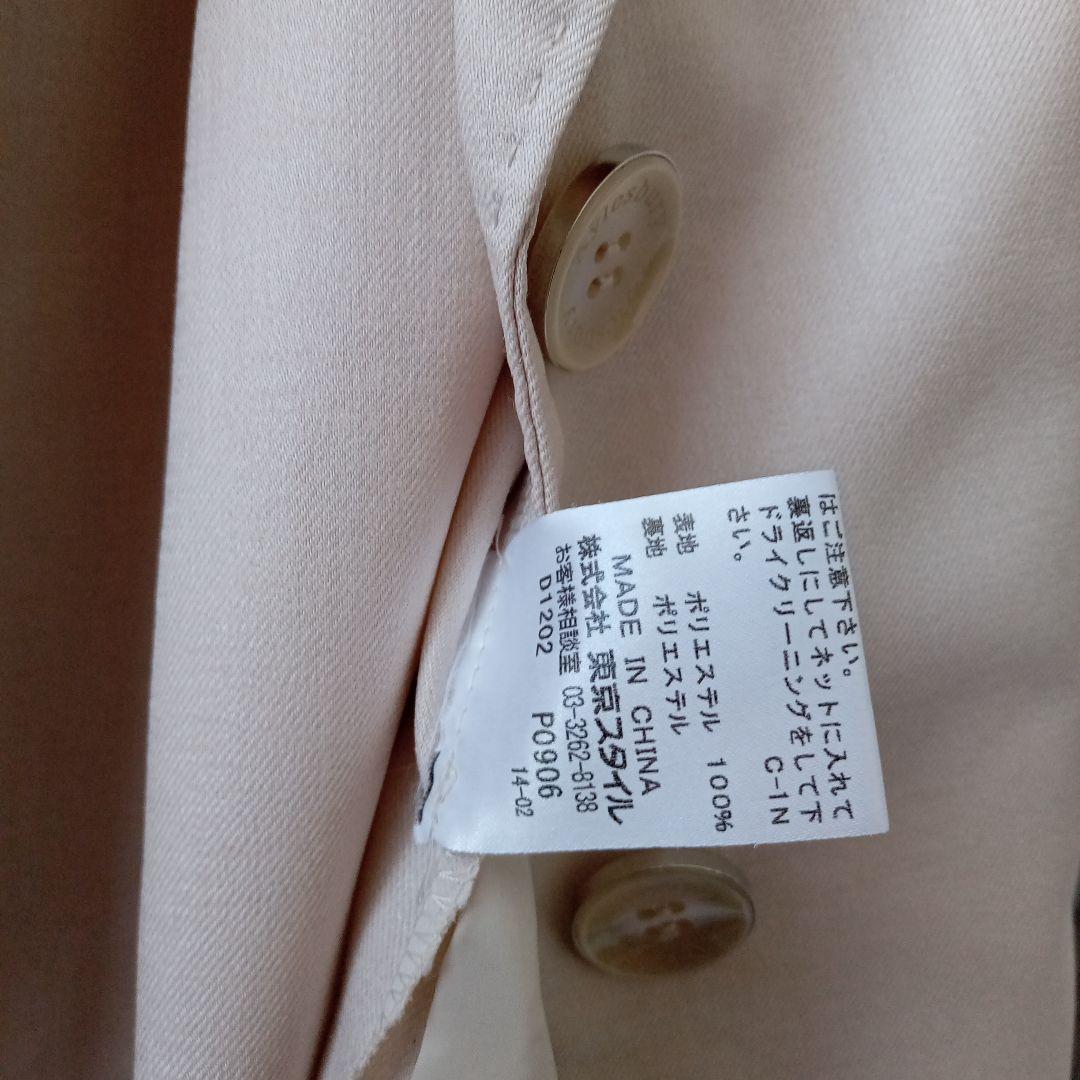 はご注意下さい。
裏返しにしてネットに入れて
ドライクリーニングをして下
さい。
C-1N
表地 ポリエステル 100%
裏地 ポリエステル
MADE IN CHINA
株式会社 東京スタイル
お客様相談室 03-3262-8138
D1202 P0906
14-02